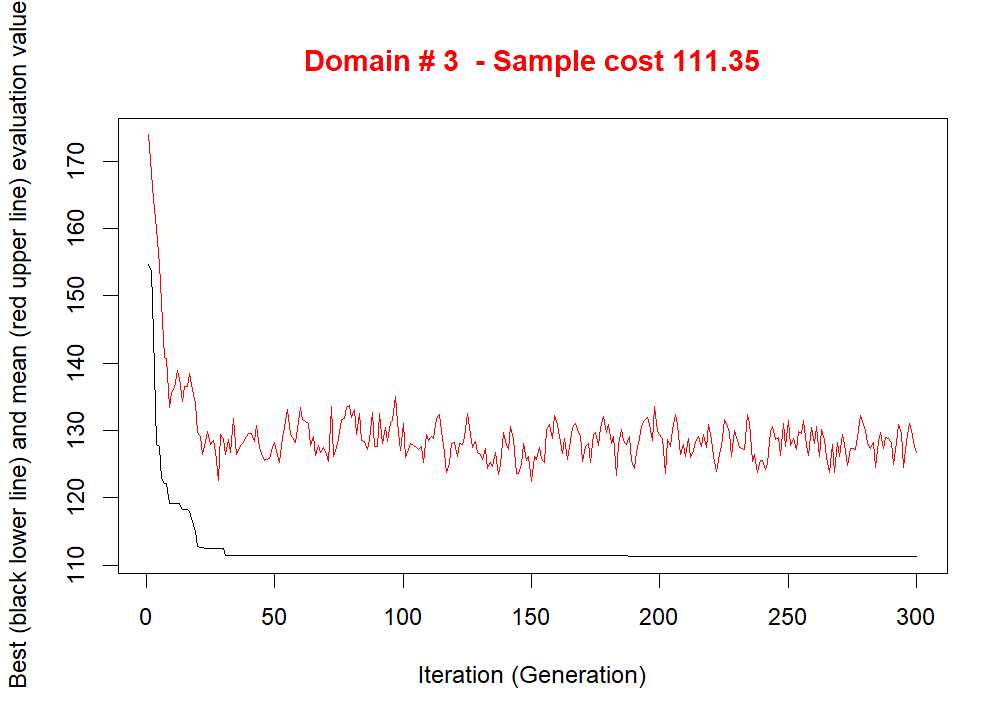 Domain # 3  - Sample cost 111.35
Best (black lower line) and mean (red upper line) evaluation value
170
160
150
140
130
120
110
0 50 100 150 200 250 300
Iteration (Generation)